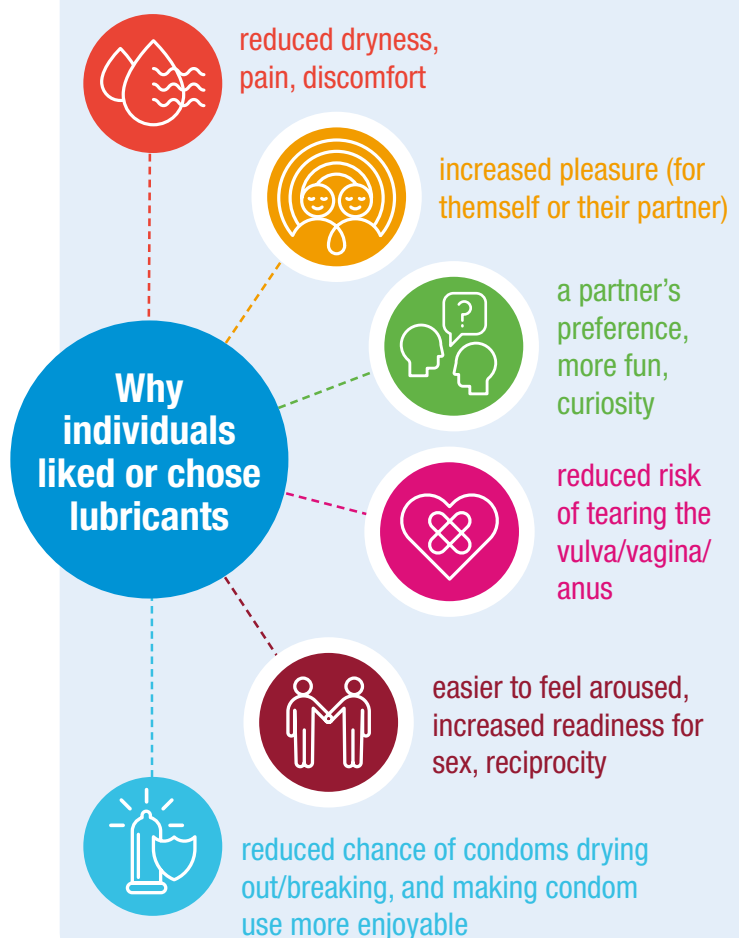 reduced dryness,
pain, discomfort
increased pleasure (for
themself or their partner)
?
a partner’s
preference,
more fun,
curiosity
Why
individuals
liked or chose
lubricants
reduced risk
of tearing the
vulva/vagina/
anus
easier to feel aroused,
increased readiness for
sex, reciprocity
reduced chance of condoms drying
out/breaking, and making condom
use more enjoyable